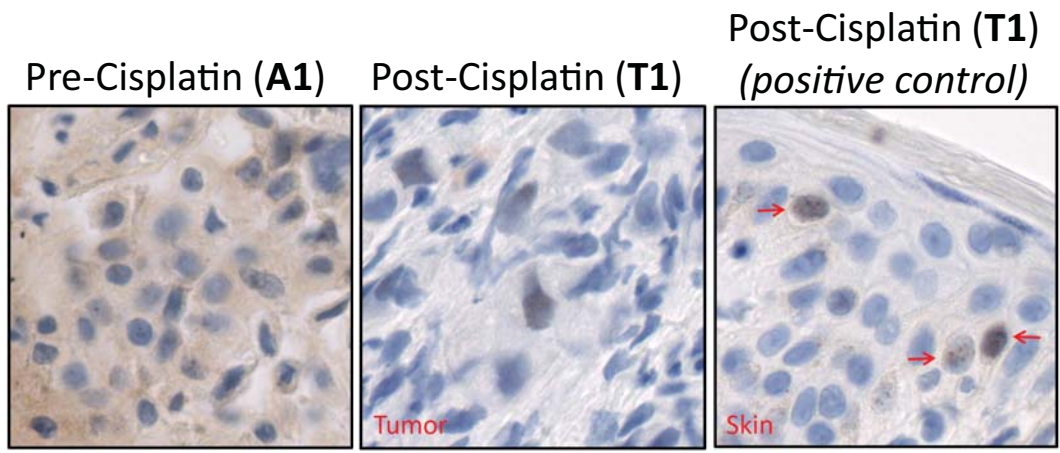 Pre-Cisplatin (A1)
Post-Cisplatin (T1)
Post-Cisplatin (T1)
(positive control)
Tumor
Skin